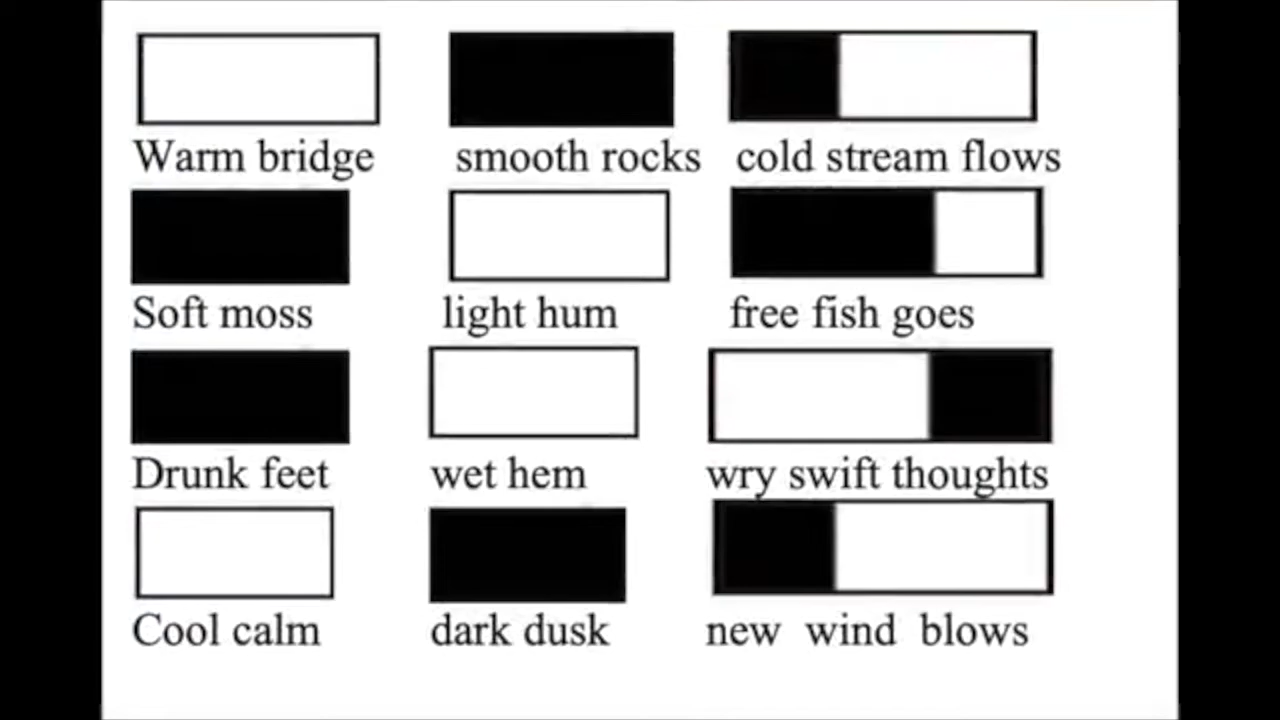 Warm bridge smooth rocks cold stream flows
Soft moss light hum free fish goes
Drunk feet wet hem wry swift thoughts
Cool calm dark dusk new wind blows